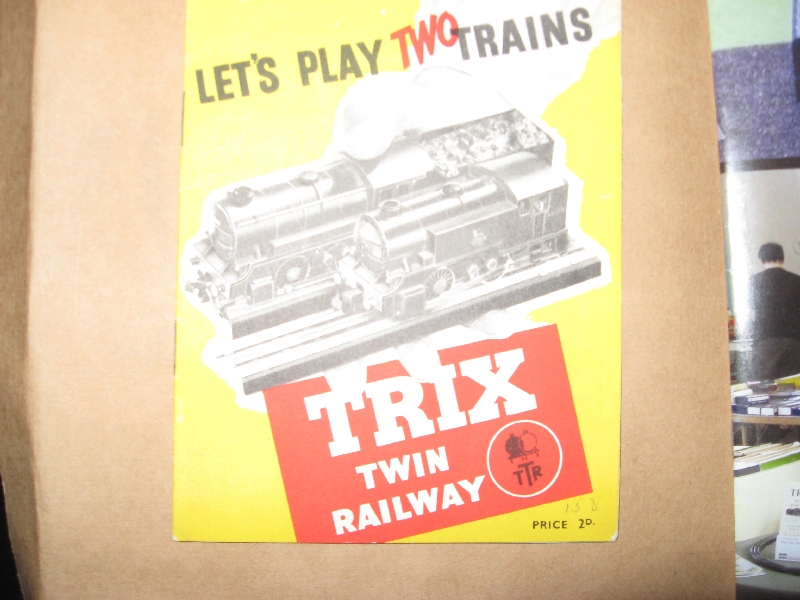 LET'S PLAY TWO TRAINS
TRIX
TWIN
RAILWAY
TTR
PRICE 2D.